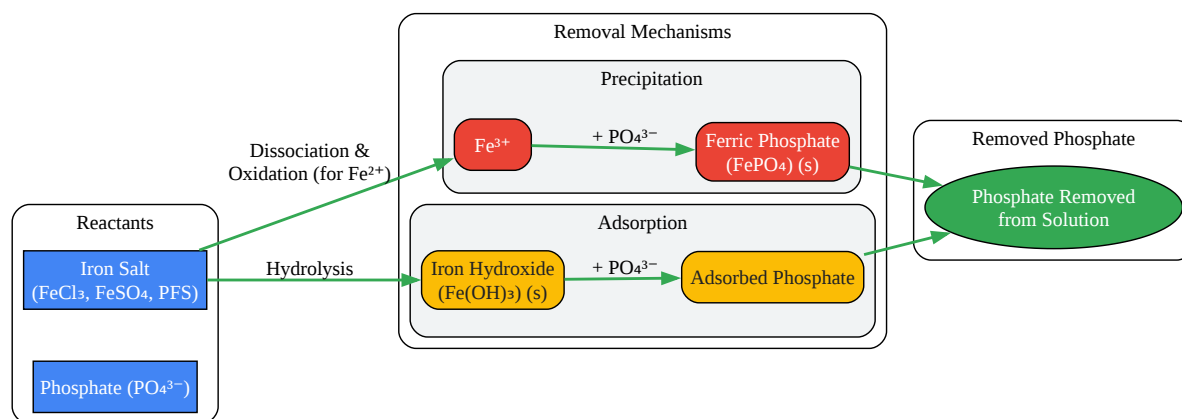 Removal Mechanisms
Precipitation
Fe³⁺
+ PO₄³⁻
Ferric Phosphate
(FePO₄) (s)
Dissociation &
Oxidation (for Fe²⁺)
Removed Phosphate
Phosphate Removed
from Solution
Reactants
Iron Salt
(FeCl₃, FeSO₄, PFS)
Hydrolysis
Adsorption
Iron Hydroxide
(Fe(OH)₃) (s)
+ PO₄³⁻
Adsorbed Phosphate
Phosphate (PO₄³⁻)